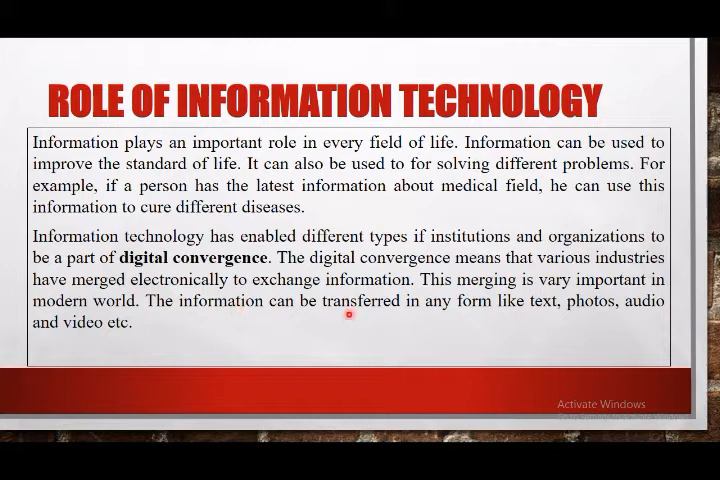 ROLE OF INFORMATION TECHNOLOGY
Information plays an important role in every field of life. Information can be used to
improve the standard of life. It can also be used to for solving different problems. For
example, if a person has the latest information about medical field, he can use this
information to cure different diseases.
Information technology has enabled different types if institutions and organizations to
be a part of digital convergence. The digital convergence means that various industries
have merged electronically to exchange information. This merging is vary important in
modern world. The information can be transferred in any form like text, photos, audio
and video etc.
Activate Windows